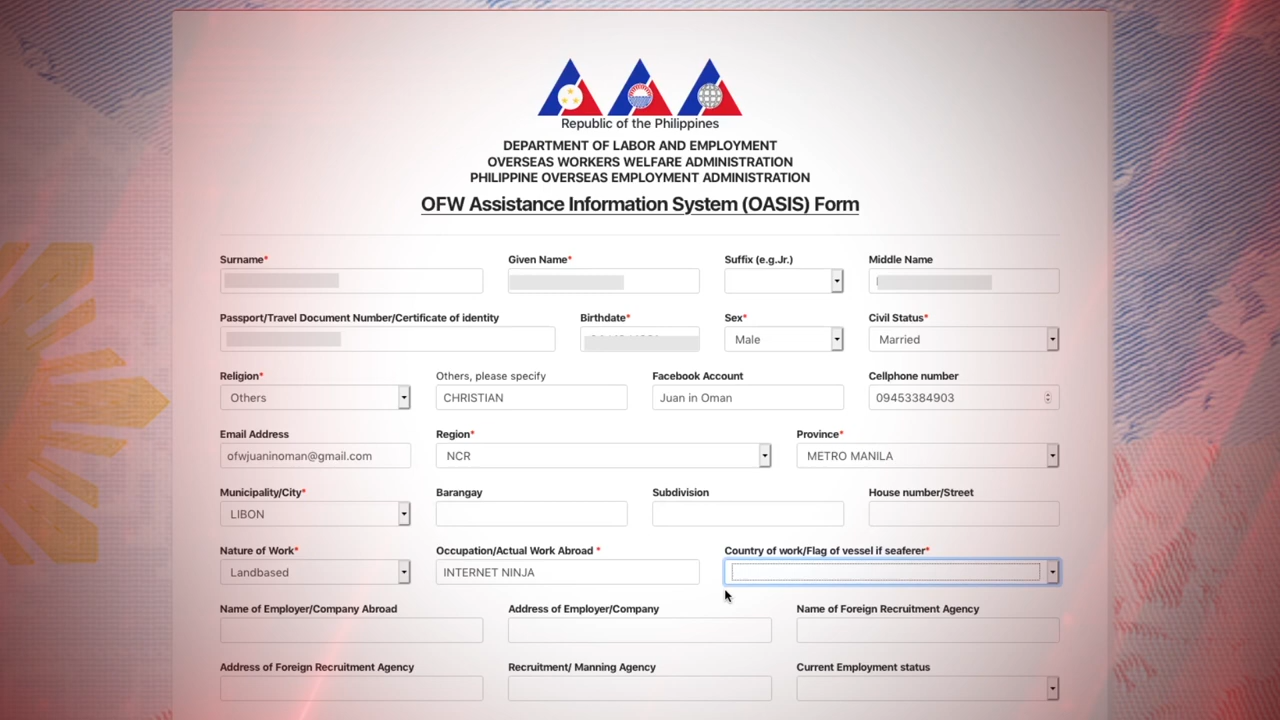 Republic of the Philippines
DEPARTMENT OF LABOR AND EMPLOYMENT
OVERSEAS WORKERS WELFARE ADMINISTRATION
PHILIPPINE OVERSEAS EMPLOYMENT ADMINISTRATION
OFW Assistance Information System (OASIS) Form
Surname* Given Name* Suffix (e.g.Jr.) Middle Name
Passport/Travel Document Number/Certificate of identity Birthdate* Sex* Civil Status*
Male Married
Religion* Others, please specify Facebook Account Cellphone number
Others CHRISTIAN Juan in Oman 09453384903
Email Address Region* Province*
ofwjuaninoman@gmail.com NCR METRO MANILA
Municipality/City* Barangay Subdivision House number/Street
LIBON
Nature of Work* Occupation/Actual Work Abroad * Country of work/Flag of vessel if seaferer*
Landbased INTERNET NINJA
Name of Employer/Company Abroad Address of Employer/Company Name of Foreign Recruitment Agency
Address of Foreign Recruitment Agency Recruitment/ Manning Agency Current Employment status